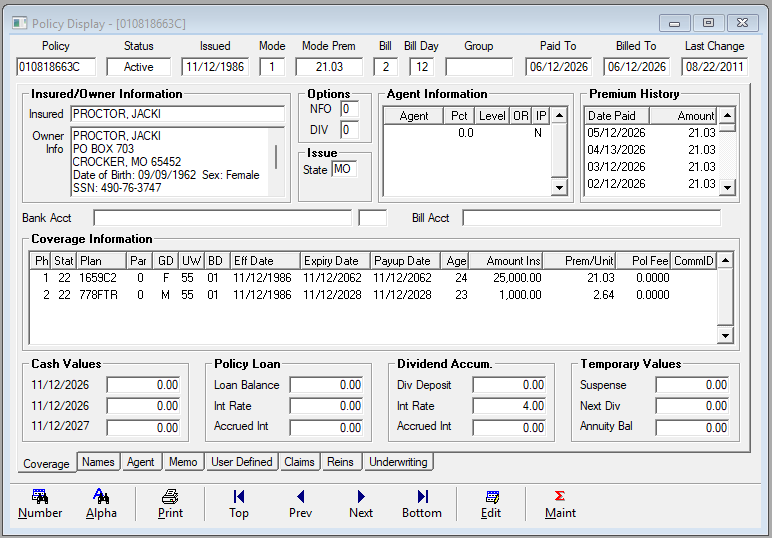 Policy Display - [010818663C]
Policy Status Issued Mode Mode Prem Bill Bill Day Group Paid To Billed To Last Change
010818663C Active 11/12/1986 1 21.03 2 12 06/12/2026 06/12/2026 08/22/2011
Insured/Owner Information
Insured PROCTOR, JACKI
Owner Info
PROCTOR, JACKI
PO BOX 703
CROCKER, MO 65452
Date of Birth: 09/09/1962 Sex: Female
SSN: 490-76-3747
Options
NFO 0
DIV 0
Issue
State MO
Agent Information
Agent Pct Level OR IP
0.0 N
Premium History
Date Paid Amount
05/12/2026 21.03
04/13/2026 21.03
03/12/2026 21.03
02/12/2026 21.03
Bank Acct Bill Acct
Coverage Information
Ph Stat Plan Par GD UW BD Eff Date Expiry Date Payup Date Age Amount Ins Prem/Unit Pol Fee CommID
1 22 1659C2 0 F 55 01 11/12/1986 11/12/2062 11/12/2062 24 25,000.00 21.03 0.0000
2 22 778FTR 0 M 55 01 11/12/1986 11/12/2028 11/12/2028 23 1,000.00 2.64 0.0000
Cash Values
11/12/2026 0.00
11/12/2026 0.00
11/12/2027 0.00
Policy Loan
Loan Balance 0.00
Int Rate 0.00
Accrued Int 0.00
Dividend Accum.
Div Deposit 0.00
Int Rate 4.00
Accrued Int 0.00
Temporary Values
Suspense 0.00
Next Div 0.00
Annuity Bal 0.00
Coverage Names Agent Memo User Defined Claims Reins Underwriting
Number Alpha Print Top Prev Next Bottom Edit Maint